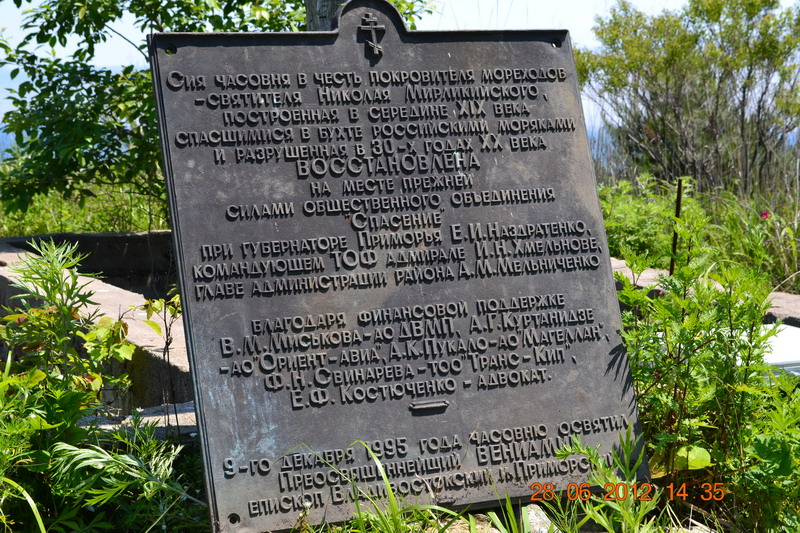 Сия часовня в честь покровителя мореходов
-святителя Николая Мирликийского,
построенная в середине XIX века
спасшимися в бухте российскими моряками
и разрушенная в 30-х годах XX века
ВОССТАНОВЛЕНА
на месте прежней
силами общественного объединения
"Спасение"
при губернаторе Приморья Е.И.Наздратенко,
командующем ТОФ адмирале И.Н.Хмельнове,
главе администрации района А.М.Мельниченко
Благодаря финансовой поддержке
В.М.Миськова-ао ДВМП, А.Г.Куртанидзе
-ао "Ориент-авиа", А.К.Пукало-ао "Магеллан",
Ф.Н.Свинарева-тоо "Транс-Кип",
Е.Ф.Костюченко-адвокат.
9-го декабря 1995 года часовню освятил
Преосвященнейший ВЕНИАМИН
епископ Владивостокский и Приморский
28 06 2012 14 35